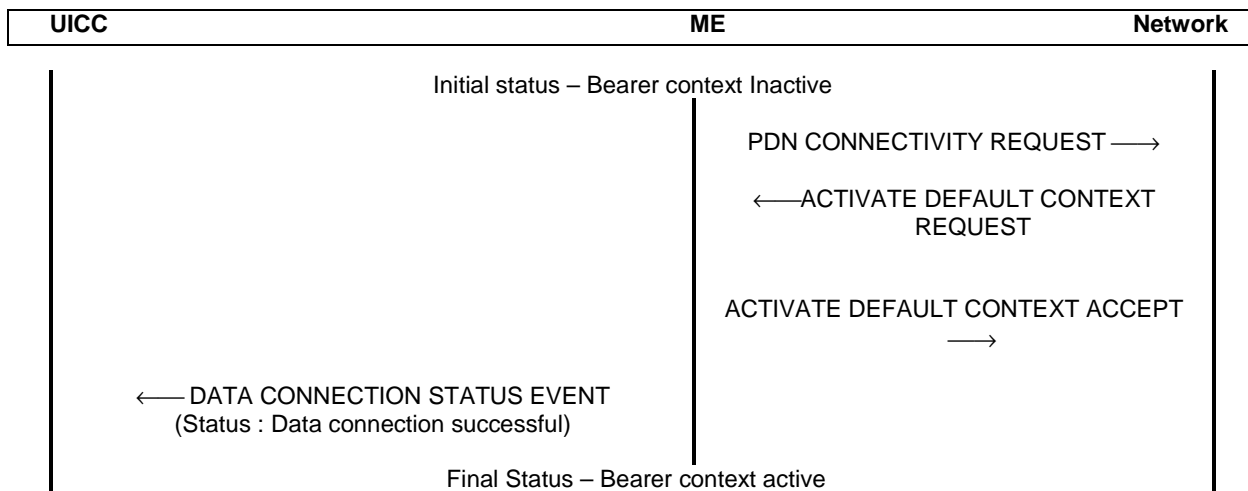 UICC ME Network
Initial status – Bearer context Inactive
PDN CONNECTIVITY REQUEST ⟶
⟵ACTIVATE DEFAULT CONTEXT
REQUEST
ACTIVATE DEFAULT CONTEXT ACCEPT
⟶
⟵ DATA CONNECTION STATUS EVENT
(Status : Data connection successful)
Final Status – Bearer context active